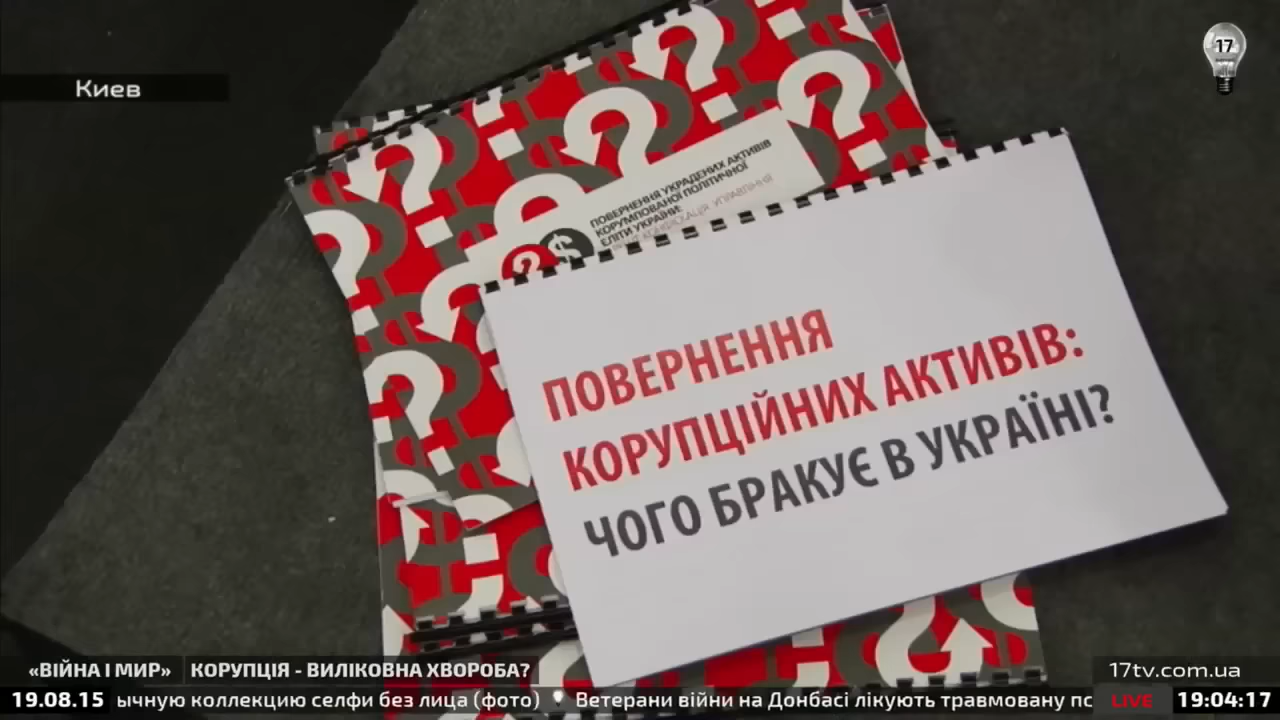 17
Киев
ПОВЕРНЕННЯ УКРАДЕНИХ АКТИВІВ
КОРУМПОВАНОЇ ПОЛІТИЧНОЇ
ЕЛІТИ УКРАЇНИ:
КОНФІСКАЦІЯ УПРАВЛІННЯ
ПОВЕРНЕННЯ
КОРУПЦІЙНИХ АКТИВІВ:
ЧОГО БРАКУЄ В УКРАЇНІ?
«ВІЙНА І МИР» КОРУПЦІЯ - ВИЛІКОВНА ХВОРОБА?
17tv.com.ua
19.08.15 ычную коллекцию селфи без лица (фото) Ветерани війни на Донбасі лікують травмовану пс LIVE 19:04:17